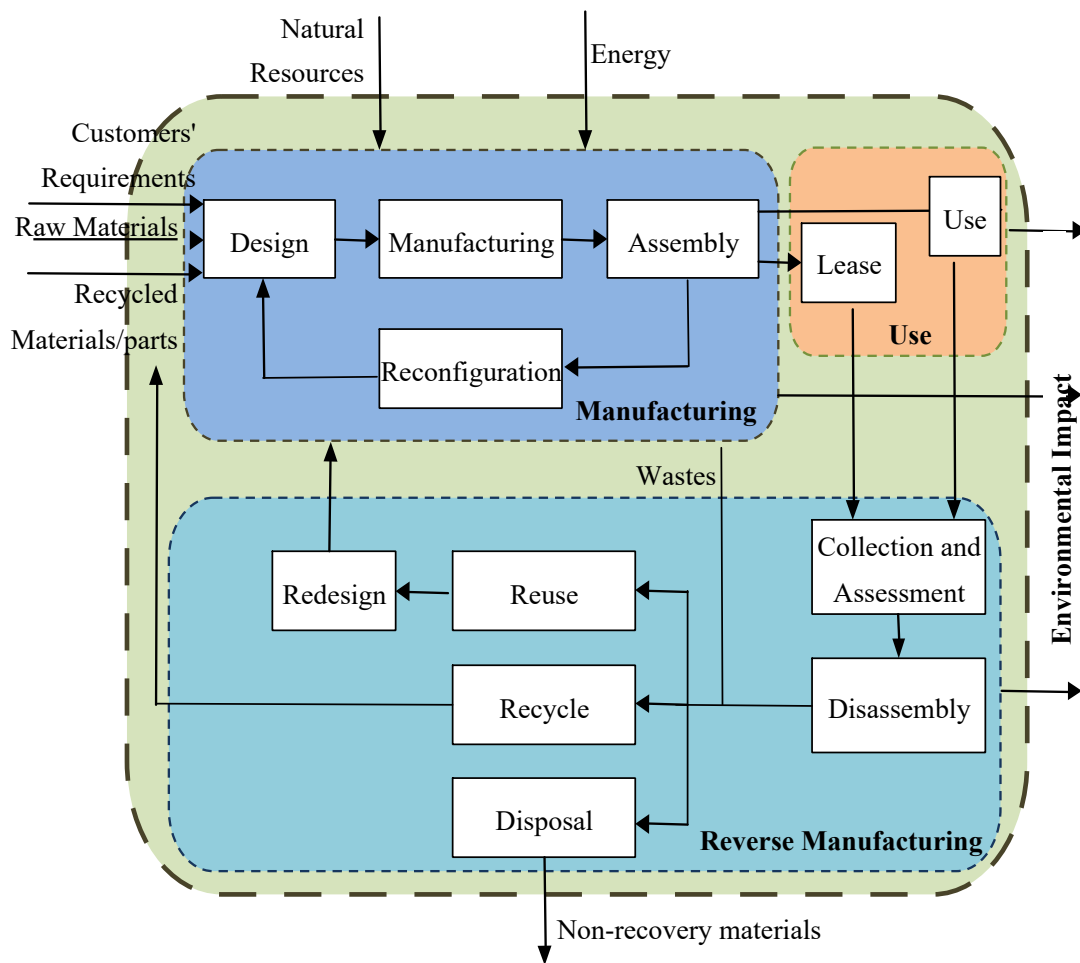 Natural
Resources
Energy
Customers'
Requirements
Raw Materials
Recycled
Materials/parts
Design
Manufacturing
Assembly
Reconfiguration
Manufacturing
Use
Lease
Use
Wastes
Environmental Impact
Collection and
Assessment
Redesign
Reuse
Recycle
Disassembly
Disposal
Reverse Manufacturing
Non-recovery materials